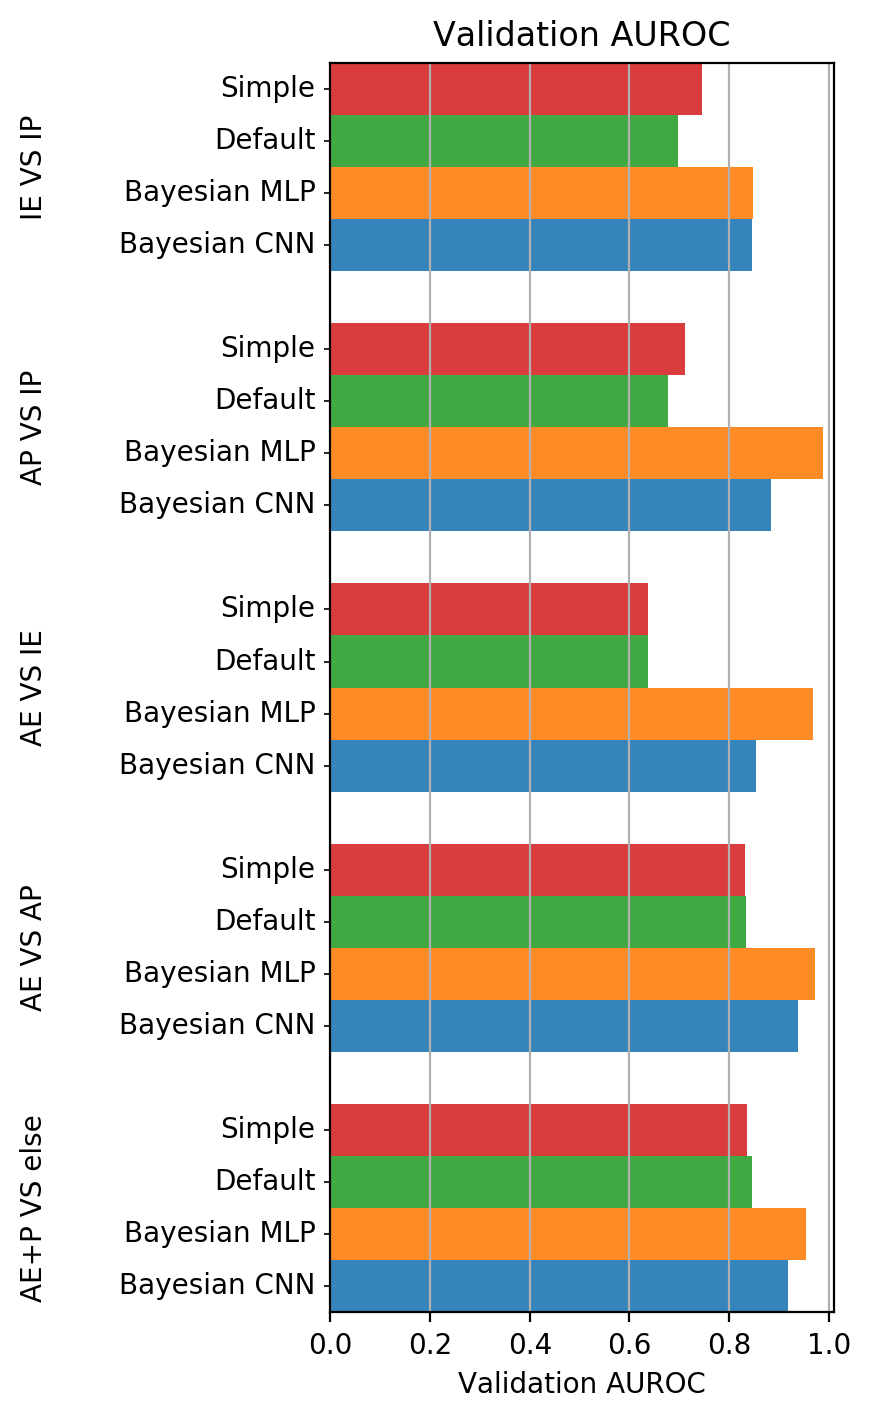 Validation AUROC
IE VS IP
Simple
Default
Bayesian MLP
Bayesian CNN
AP VS IP
Simple
Default
Bayesian MLP
Bayesian CNN
AE VS IE
Simple
Default
Bayesian MLP
Bayesian CNN
AE VS AP
Simple
Default
Bayesian MLP
Bayesian CNN
AE+P VS else
Simple
Default
Bayesian MLP
Bayesian CNN
0.0 0.2 0.4 0.6 0.8 1.0
Validation AUROC